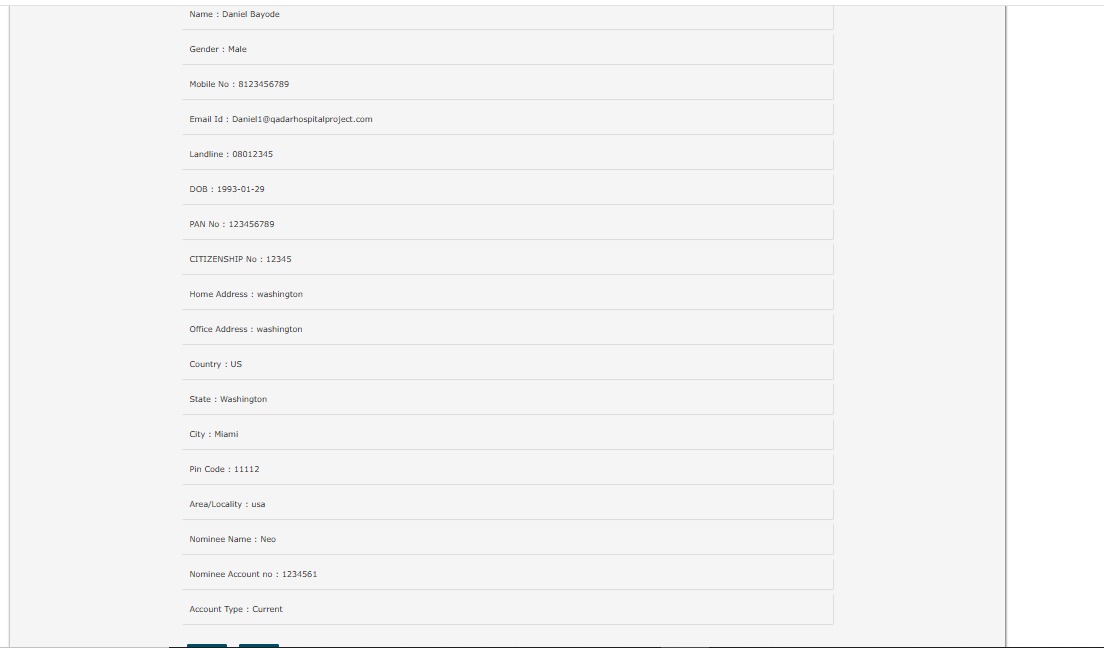 Name : Daniel Bayode
Gender : Male
Mobile No : 8123456789
Email Id : Daniel1@qadarhospitalproject.com
Landline : 08012345
DOB : 1993-01-29
PAN No : 123456789
CITIZENSHIP No : 12345
Home Address : washington
Office Address : washington
Country : US
State : Washington
City : Miami
Pin Code : 11112
Area/Locality : usa
Nominee Name : Neo
Nominee Account no : 1234561
Account Type : Current